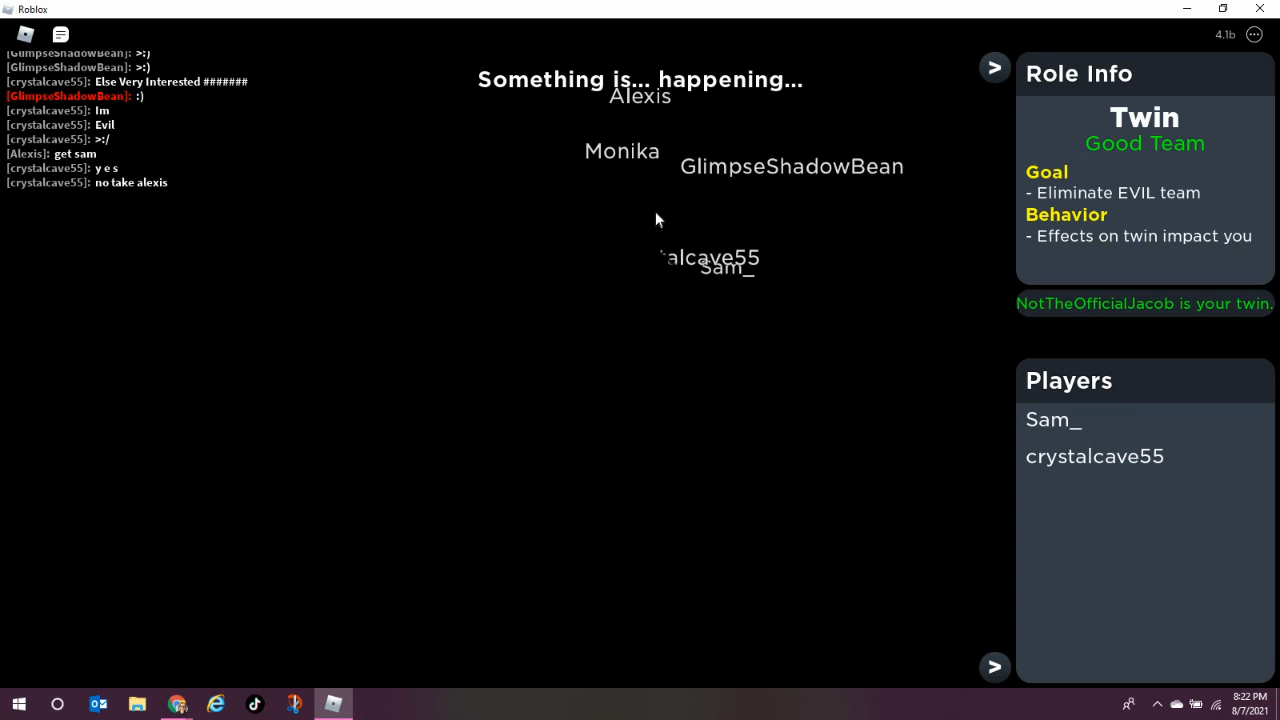 Roblox
4.1b
[GlimpseShadowBean]: >:)
[GlimpseShadowBean]: >:)
[crystalcave55]: Else Very Interested #######
[GlimpseShadowBean]: :)
[crystalcave55]: Im
[crystalcave55]: Evil
[crystalcave55]: >:/
[Alexis]: get sam
[crystalcave55]: y e s
[crystalcave55]: no take alexis
Something is... happening...
Alexis
Monika
GlimpseShadowBean
alcave55
Sam_
>
Role Info
Twin
Good Team
Goal
- Eliminate EVIL team
Behavior
- Effects on twin impact you
NotTheOfficialJacob is your twin.
Players
Sam_
crystalcave55
>
8:22 PM
8/7/2021